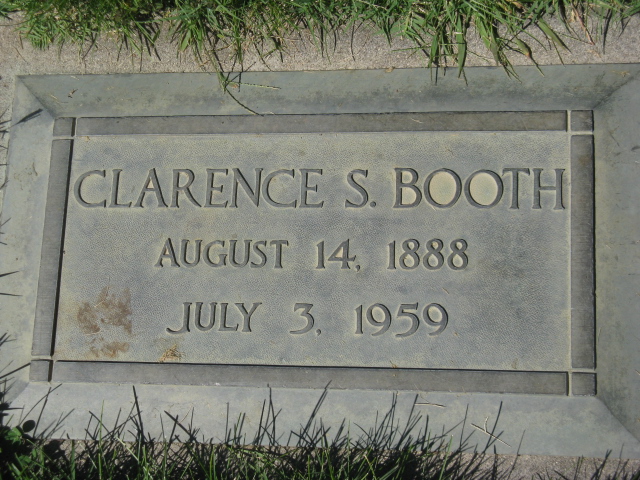 CLARENCE S. BOOTH
AUGUST 14, 1888
JULY 3, 1959